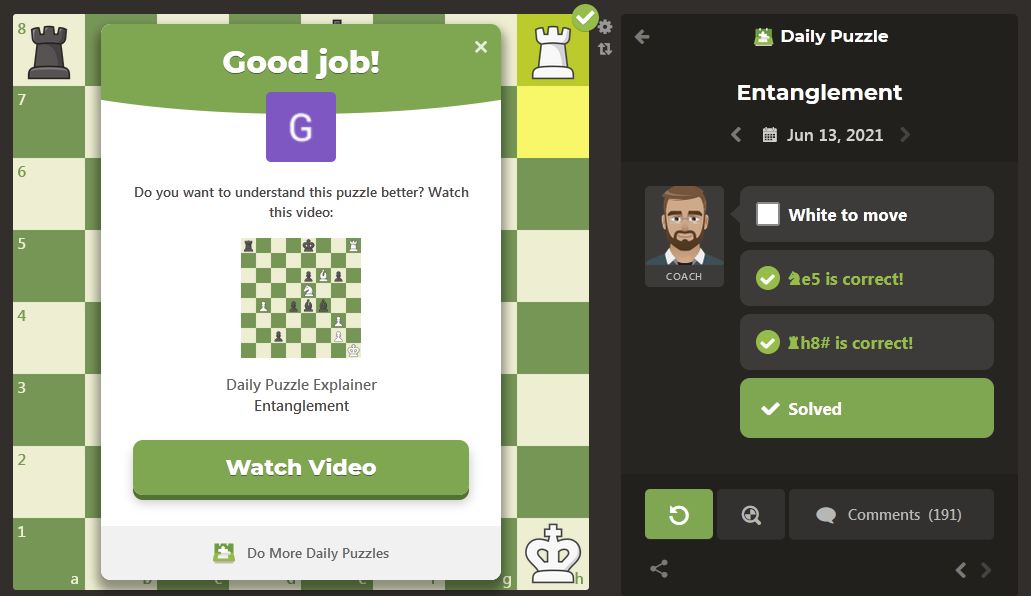 8
7
6
5
4
3
2
1
a
b
c
d
e
f
g
h
Good job!
G
Do you want to understand this puzzle better? Watch
this video:
Daily Puzzle Explainer
Entanglement
Watch Video
Do More Daily Puzzles
Daily Puzzle
Entanglement
Jun 13, 2021
COACH
White to move
♞e5 is correct!
♜h8# is correct!
Solved
Comments (191)